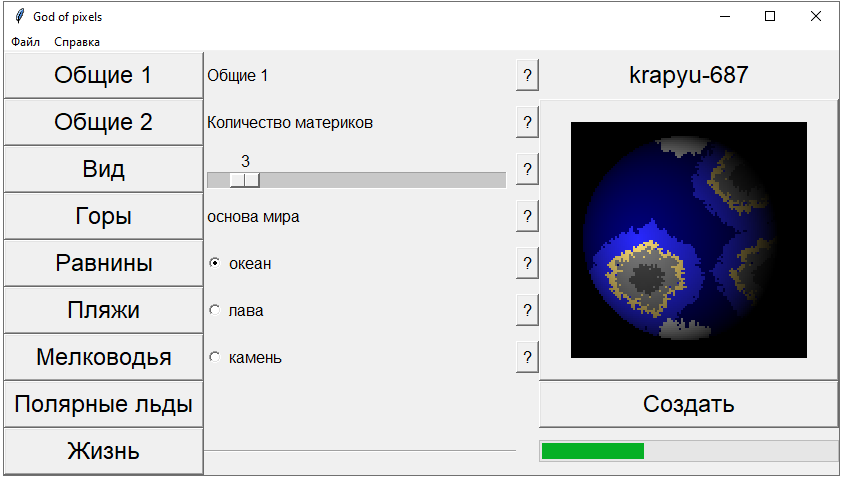 God of pixels
Файл Справка
Общие 1
Общие 2
Вид
Горы
Равнины
Пляжи
Мелководья
Полярные льды
Жизнь
Общие 1 ?
Количество материков ?
3
?
основа мира ?
океан ?
лава ?
камень ?
krapyu-687
Создать